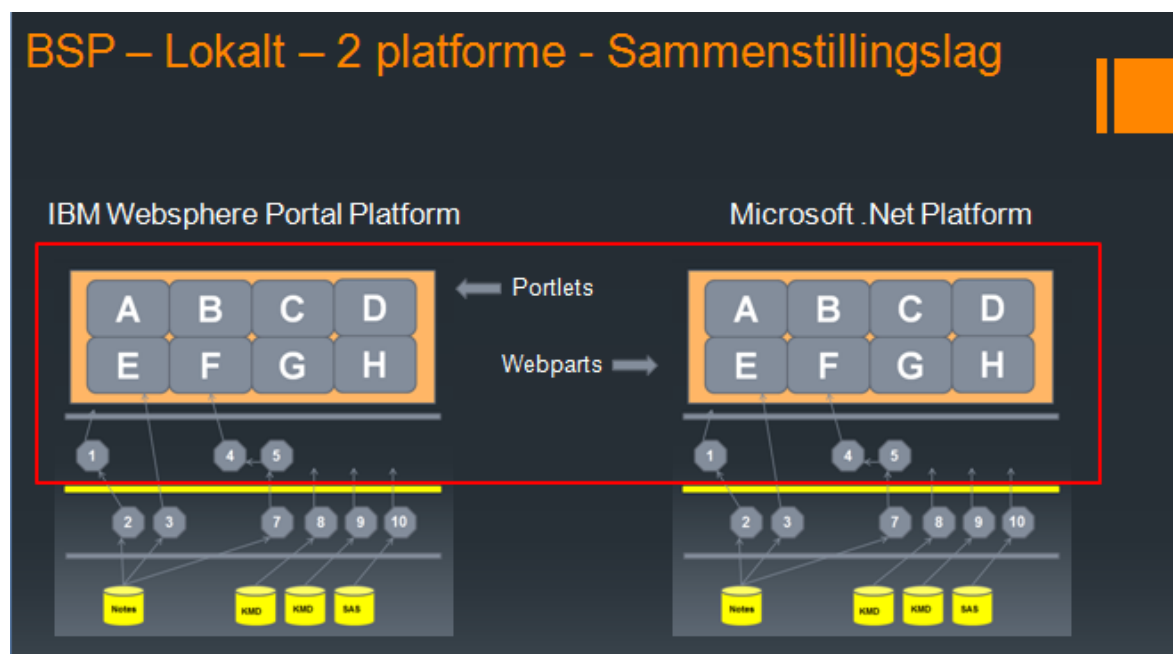 BSP – Lokalt – 2 platforme - Sammenstillingslag
IBM Websphere Portal Platform
Microsoft .Net Platform
A B C D
E F G H
Portlets
Webparts
A B C D
E F G H
1
4 5
2 3 7 8 9 10
Notes KMD KMD SAS
1
4 5
2 3 7 8 9 10
Notes KMD KMD SAS